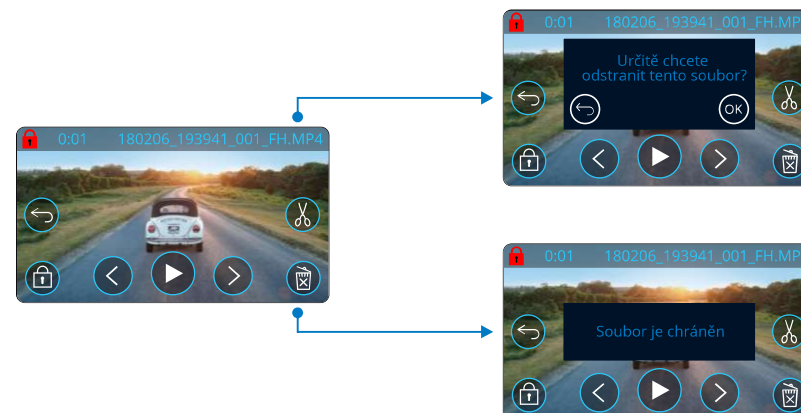 0:01 180206_193941_001_FH.MP4
0:01 180206_193941_001_FH.MP
Určitě chcete
odstranit tento soubor?
OK
0:01 180206_193941_001_FH.MP
Soubor je chráněn